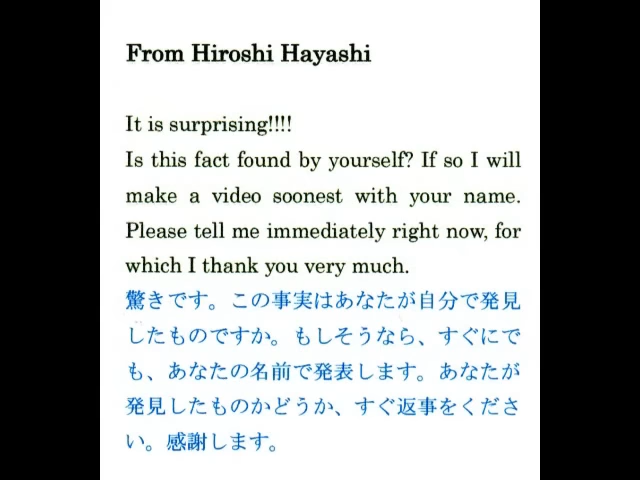 From Hiroshi Hayashi
It is surprising!!!!
Is this fact found by yourself? If so I will
make a video soonest with your name.
Please tell me immediately right now, for
which I thank you very much.
驚きです。この事実はあなたが自分で発見
したものですか。もしそうなら、すぐにで
も、あなたの名前で発表します。あなたが
発見したものかどうか、すぐ返事をくださ
い。感謝します。